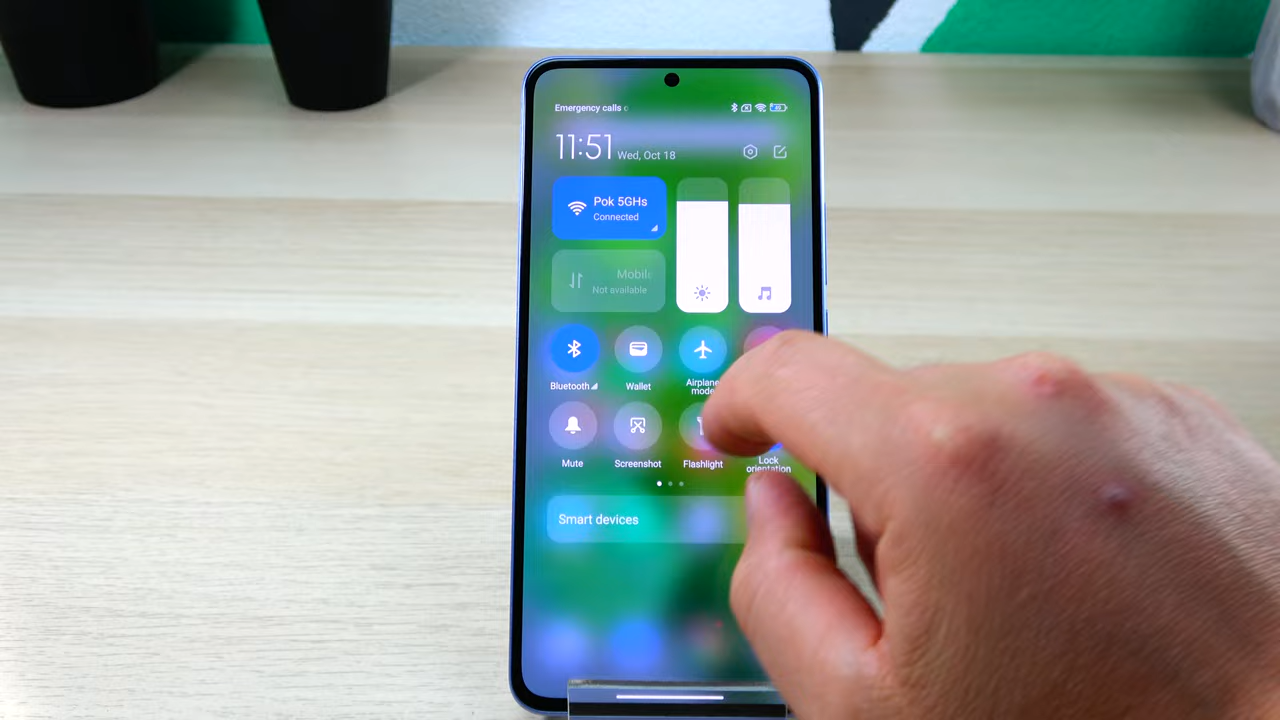 Emergency calls
11:51 Wed, Oct 18
Pok 5GHs
Connected
Mobile
Not available
Bluetooth
Wallet
Airplane
mode
Mute
Screenshot
Flashlight
Lock
orientation
Smart devices